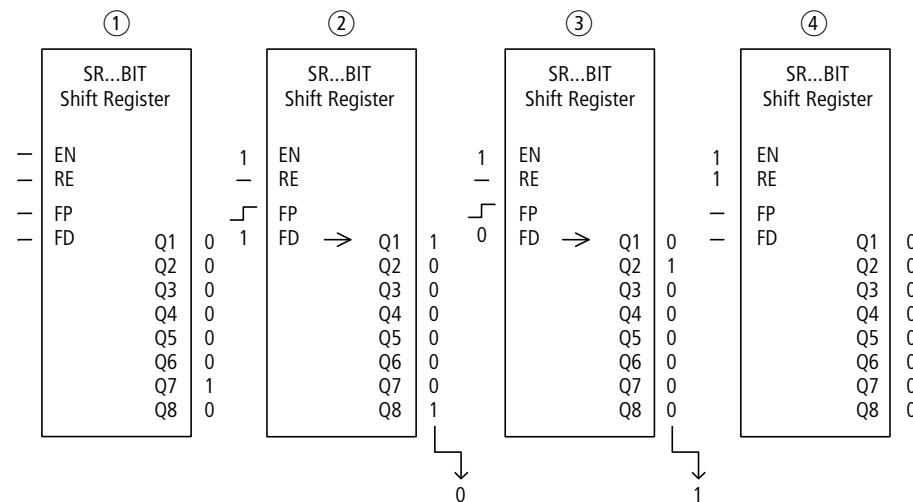 ① ② ③ ④
SR...BIT SR...BIT SR...BIT SR...BIT
Shift Register Shift Register Shift Register Shift Register
– EN 1 EN 1 EN 1 EN
– RE – RE – RE 1 RE
– FP FP FP – FP
– FD Q1 0 1 FD → Q1 1 0 FD → Q1 0 – FD Q1 0
Q2 0 Q2 0 Q2 1 Q2 0
Q3 0 Q3 0 Q3 0 Q3 0
Q4 0 Q4 0 Q4 0 Q4 0
Q5 0 Q5 0 Q5 0 Q5 0
Q6 0 Q6 0 Q6 0 Q6 0
Q7 1 Q7 0 Q7 0 Q7 0
Q8 0 Q8 1 Q8 0 Q8 0
0 1